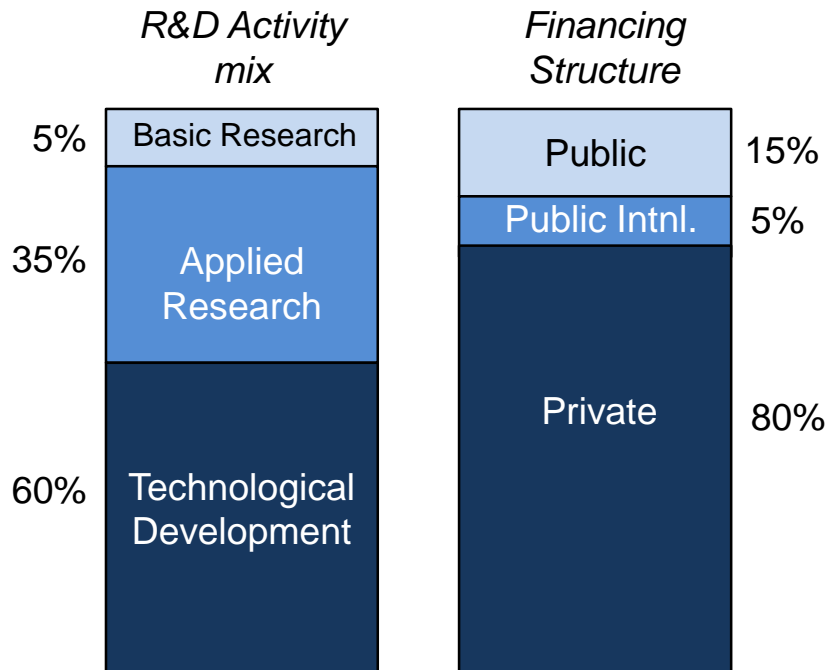 R&D Activity
mix
5%
Basic Research
35%
Applied
Research
60%
Technological
Development
Financing
Structure
Public
15%
Public Intnl.
5%
Private
80%